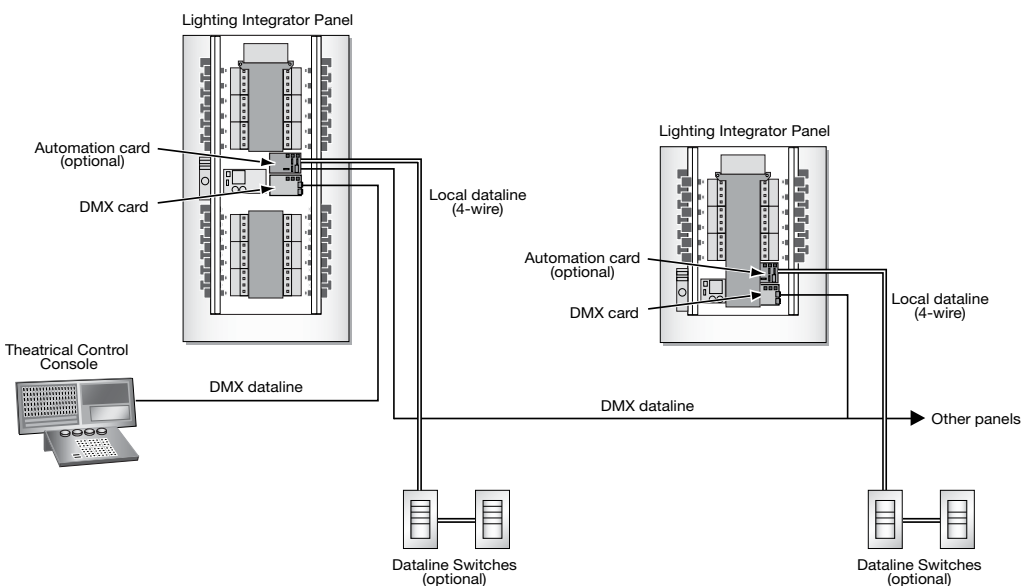 Lighting Integrator Panel
Automation card
(optional)
DMX card
Local dataline
(4-wire)
Lighting Integrator Panel
Automation card
(optional)
DMX card
Local dataline
(4-wire)
Theatrical Control
Console
DMX dataline
DMX dataline
Other panels
Dataline Switches
(optional)
Dataline Switches
(optional)